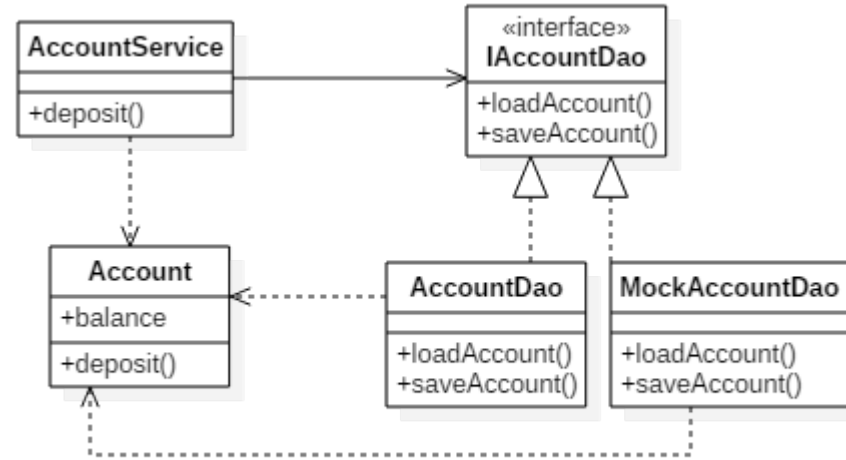 AccountService
+deposit()
«interface»
IAccountDao
+loadAccount()
+saveAccount()
Account
+balance
+deposit()
AccountDao
+loadAccount()
+saveAccount()
MockAccountDao
+loadAccount()
+saveAccount()